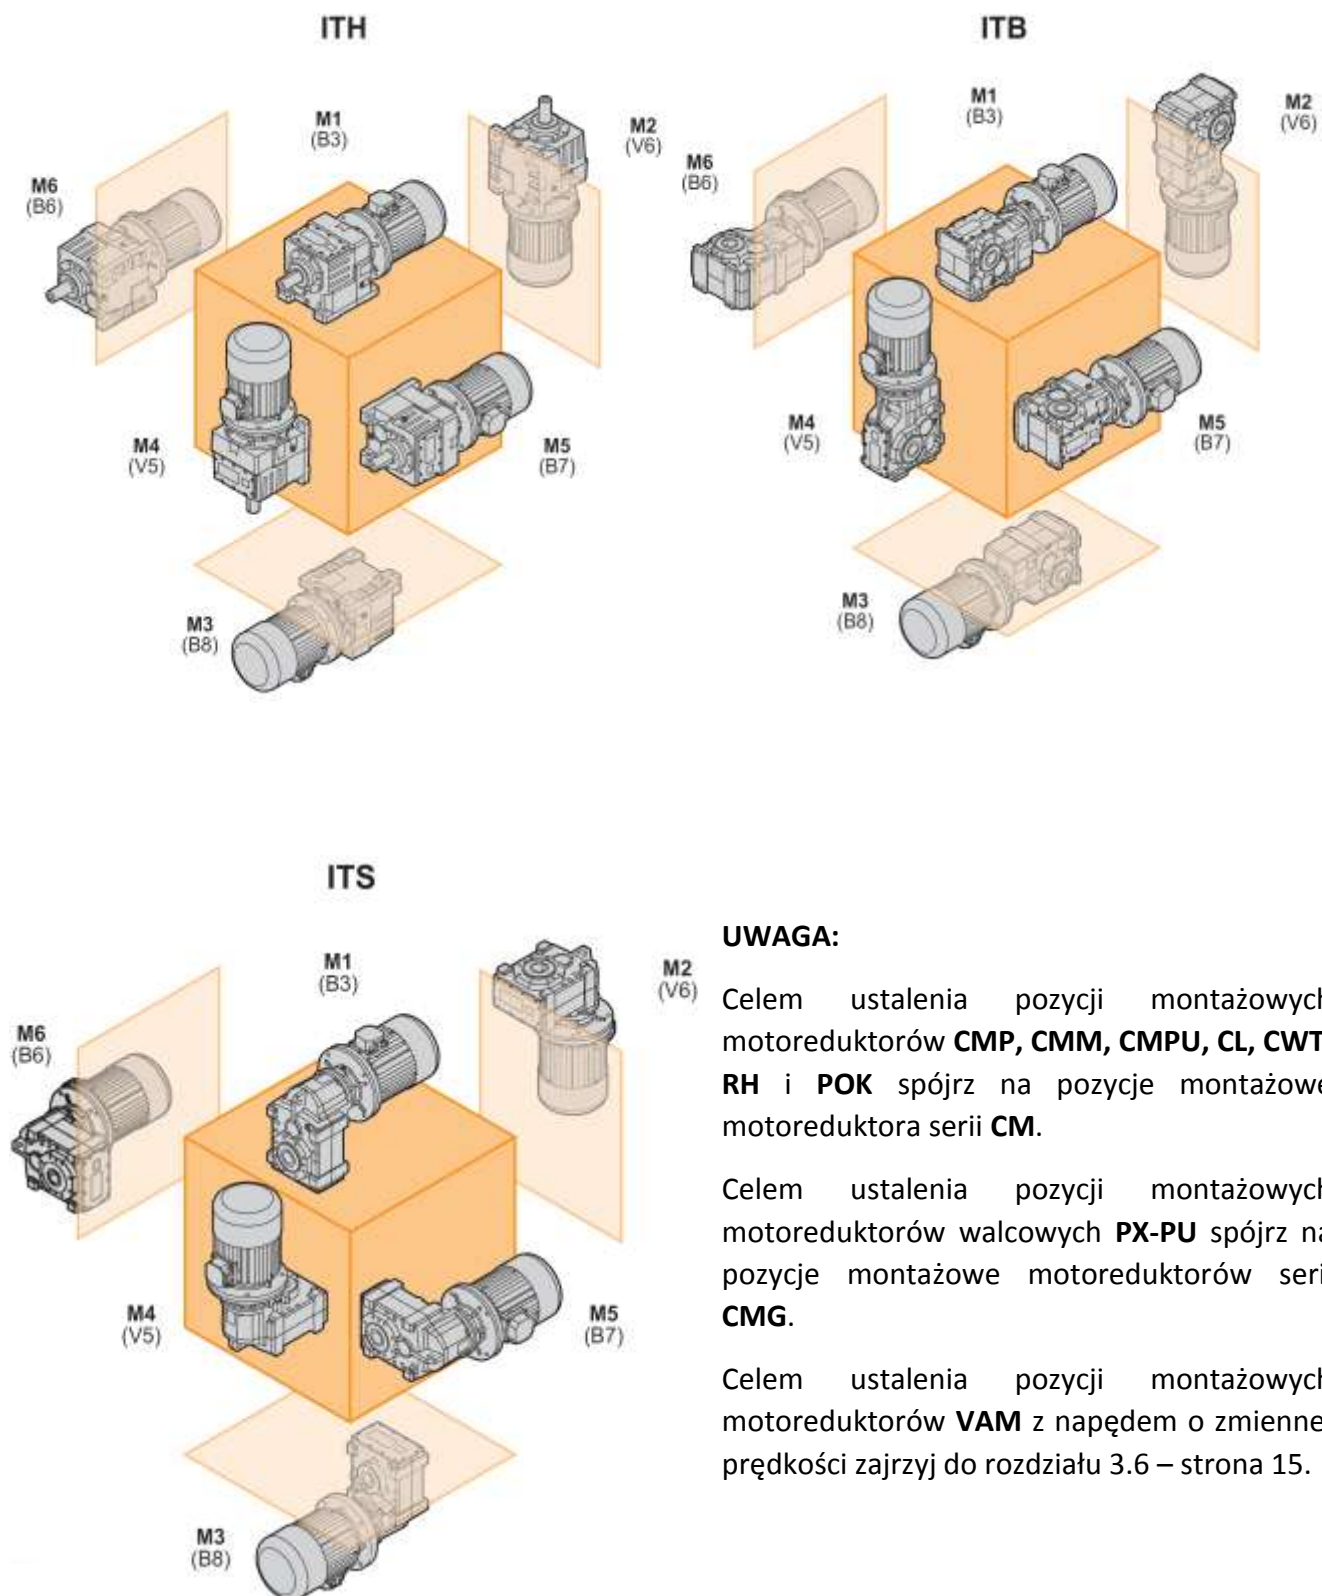 ITH
ITB
M1
(B3)
M2
(V6)
M6
(B6)
M4
(V5)
M5
(B7)
M3
(B8)
M1
(B3)
M2
(V6)
M6
(B6)
M4
(V5)
M5
(B7)
M3
(B8)
ITS
M1
(B3)
M2
(V6)
M6
(B6)
M4
(V5)
M5
(B7)
M3
(B8)
UWAGA:
Celem ustalenia pozycji montażowych
motoreduktorów CMP, CMM, CMPU, CL, CWT
RH i POK spójrz na pozycje montażowe
motoreduktora serii CM.
Celem ustalenia pozycji montażowych
motoreduktorów walcowych PX-PU spójrz na
pozycje montażowe motoreduktorów seri
CMG.
Celem ustalenia pozycji montażowych
motoreduktorów VAM z napędem o zmienne
prędkości zajrzyj do rozdziału 3.6 – strona 15.